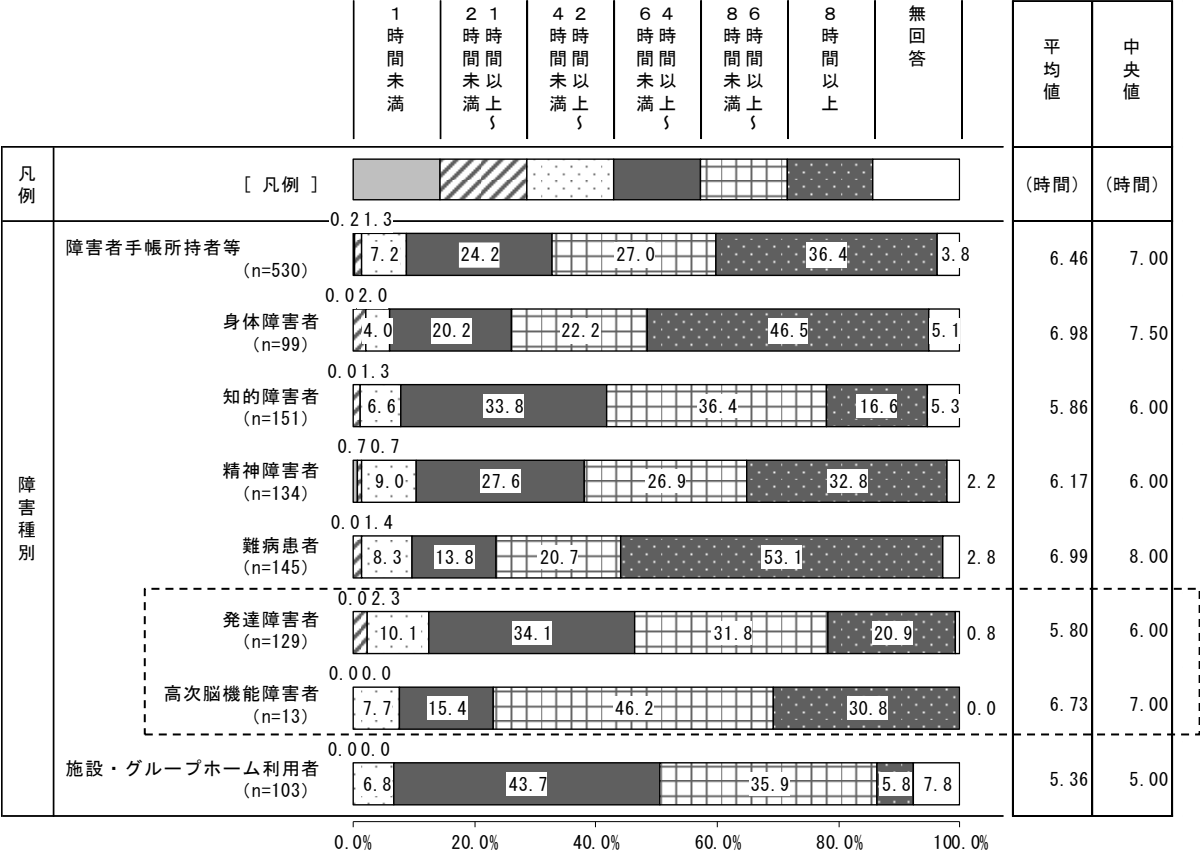 1時間未満
1時間以上～
2時間未満
2時間以上～
4時間未満
4時間以上～
6時間未満
6時間以上～
8時間未満
8時間以上
無回答
平均値
中央値
凡例
[ 凡例 ]
(時間)
(時間)
障害種別
0.2 1.3
障害者手帳所持者等
(n=530)
7.2 24.2 27.0 36.4 3.8
6.46 7.00
0.0 2.0
身体障害者
(n=99)
4.0 20.2 22.2 46.5 5.1
6.98 7.50
0.0 1.3
知的障害者
(n=151)
6.6 33.8 36.4 16.6 5.3
5.86 6.00
0.7 0.7
精神障害者
(n=134)
9.0 27.6 26.9 32.8 2.2
6.17 6.00
0.0 1.4
難病患者
(n=145)
8.3 13.8 20.7 53.1 2.8
6.99 8.00
0.0 2.3
発達障害者
(n=129)
10.1 34.1 31.8 20.9 0.8
5.80 6.00
0.0 0.0
高次脳機能障害者
(n=13)
7.7 15.4 46.2 30.8 0.0
6.73 7.00
0.0 0.0
施設・グループホーム利用者
(n=103)
6.8 43.7 35.9 5.8 7.8
5.36 5.00
0.0% 20.0% 40.0% 60.0% 80.0% 100.0%